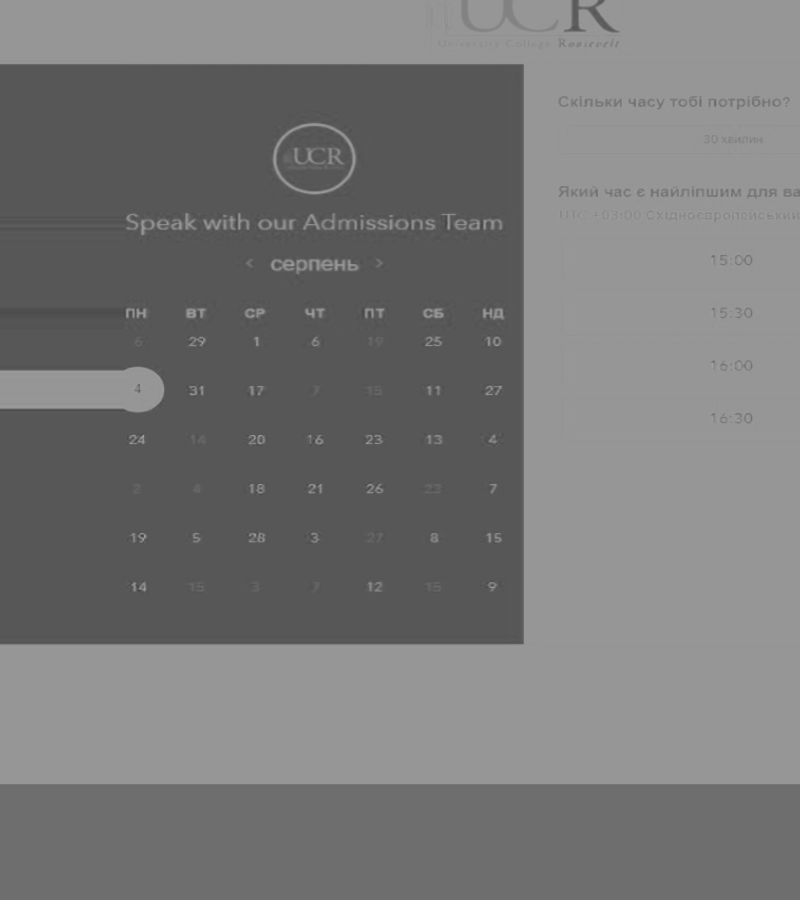 UCR
University College Roosevelt
UCR
Speak with our Admissions Team
< серпень >
ПН ВТ СР ЧТ ПТ СБ НД
6 29 1 6 19 25 10
4 31 17 7 15 11 27
24 14 20 16 23 13 4
2 4 18 21 26 23 7
19 5 28 3 27 8 15
14 15 3 7 12 15 9
Скільки часу тобі потрібно?
30 хвилин
Який час є найліпшим для ва
UTC +03:00 Східноєвропейський
15:00
15:30
16:00
16:30